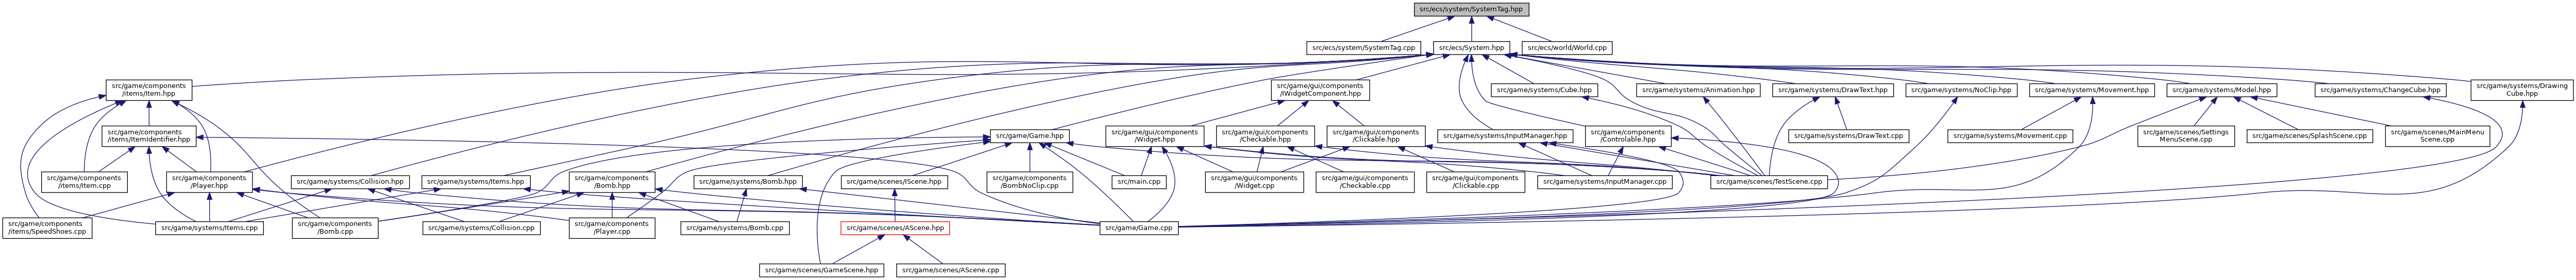 src/ecs/system/SystemTag.hpp
src/ecs/system/SystemTag.cpp
src/ecs/System.hpp
src/ecs/world/World.cpp
src/game/components
/items/Item.hpp
src/game/gui/components
/IWidgetComponent.hpp
src/game/systems/Cube.hpp
src/game/systems/Animation.hpp
src/game/systems/DrawText.hpp
src/game/systems/NoClip.hpp
src/game/systems/Movement.hpp
src/game/systems/Model.hpp
src/game/systems/ChangeCube.hpp
src/game/systems/Drawing
Cube.hpp
src/game/components
/items/ItemIdentifier.hpp
src/game/Game.hpp
src/game/gui/components
/Widget.hpp
src/game/gui/components
/Checkable.hpp
src/game/gui/components
/Clickable.hpp
src/game/systems/InputManager.hpp
src/game/components
/Controlable.hpp
src/game/systems/DrawText.cpp
src/game/systems/Movement.cpp
src/game/scenes/Settings
MenuScene.cpp
src/game/scenes/SplashScene.cpp
src/game/scenes/MainMenu
Scene.cpp
src/game/components
/items/Item.cpp
src/game/components
/Player.hpp
src/game/systems/Collision.hpp
src/game/systems/Items.hpp
src/game/components
/Bomb.hpp
src/game/systems/Bomb.hpp
src/game/scenes/IScene.hpp
src/game/components
/BombNoClip.cpp
src/main.cpp
src/game/gui/components
/Widget.cpp
src/game/gui/components
/Checkable.cpp
src/game/gui/components
/Clickable.cpp
src/game/systems/InputManager.cpp
src/game/scenes/TestScene.cpp
src/game/components
/items/SpeedShoes.cpp
src/game/systems/Items.cpp
src/game/components
/Bomb.cpp
src/game/systems/Collision.cpp
src/game/components
/Player.cpp
src/game/systems/Bomb.cpp
src/game/scenes/AScene.hpp
src/game/Game.cpp
src/game/scenes/GameScene.hpp
src/game/scenes/AScene.cpp